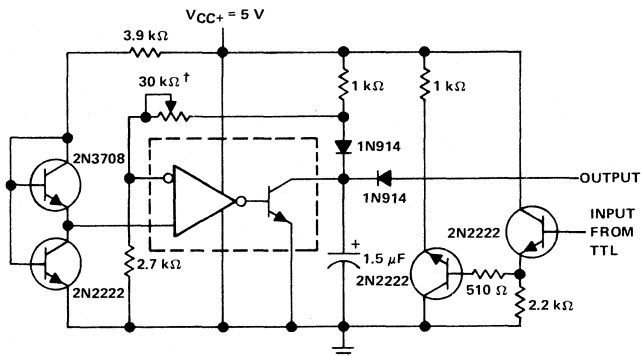 VCC+ = 5 V
3.9 kΩ
30 kΩ †
1 kΩ
1 kΩ
1N914
2N3708
1N914
OUTPUT
2N2222
INPUT
FROM
TTL
+
1.5 μF
2.7 kΩ
2N2222
510 Ω
2.2 kΩ
2N2222